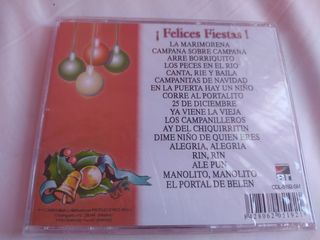 ¡ Felices Fiestas !
LA MARIMORENA
CAMPANA SOBRE CAMPANA
ARRE BORRIQUITO
LOS PECES EN EL RIO
CANTA, RIE Y BAILA
CAMPANITAS DE NAVIDAD
EN LA PUERTA HAY UN NIÑO
CORRE AL PORTALITO
25 DE DICIEMBRE
YA VIENE LA VIEJA
LOS CAMPANILLEROS
AY DEL CHIQUIRRITIN
DIME NIÑO DE QUIEN ERES
ALEGRIA, ALEGRIA
RIN, RIN
ALE PUN
MANOLITO, MANOLITO
EL PORTAL DE BELEN